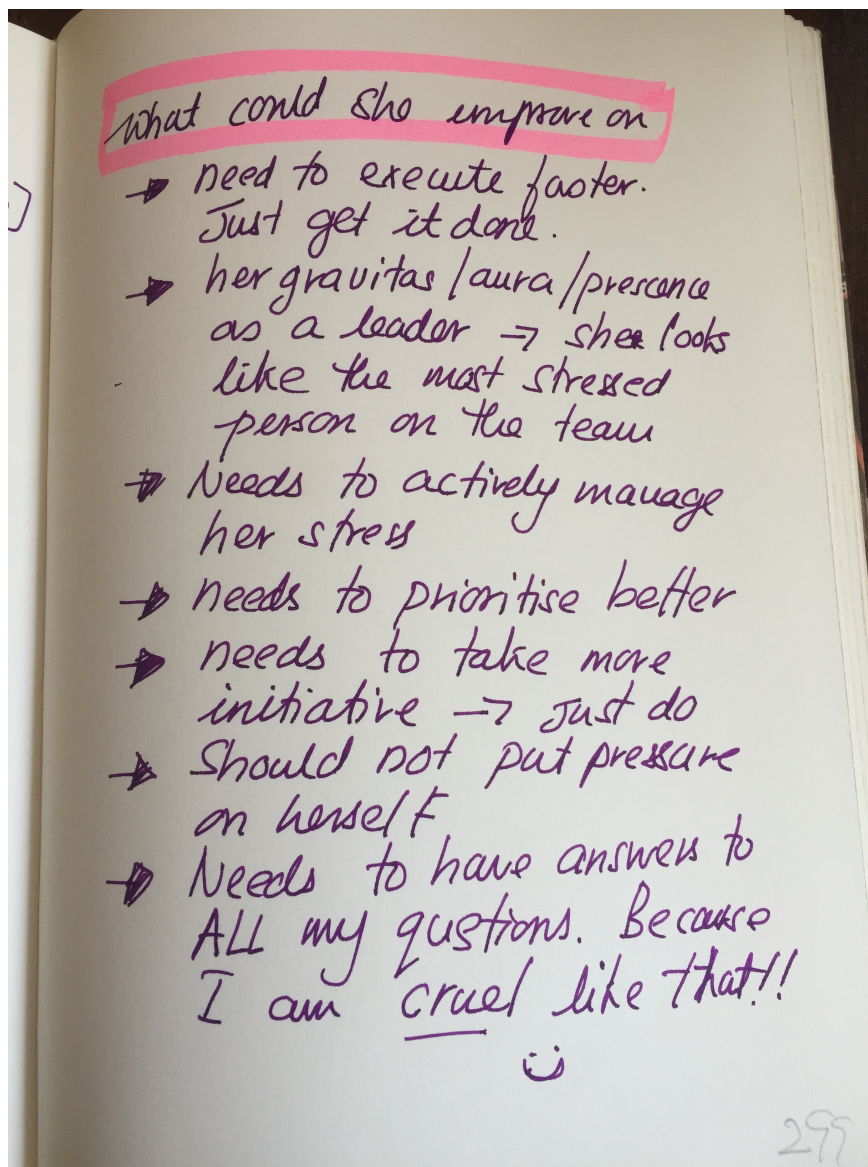 What could she improve on
→ need to execute faster.
Just get it done.
→ her gravitas/aura/prescence
as a leader → she looks
like the most stressed
person on the team
→ Needs to actively manage
her stress
→ needs to prioritise better
→ needs to take more
initiative → Just do
→ Should not put pressure
on herself
→ Needs to have answers to
ALL my qustions. Because
I am cruel like that!!
299